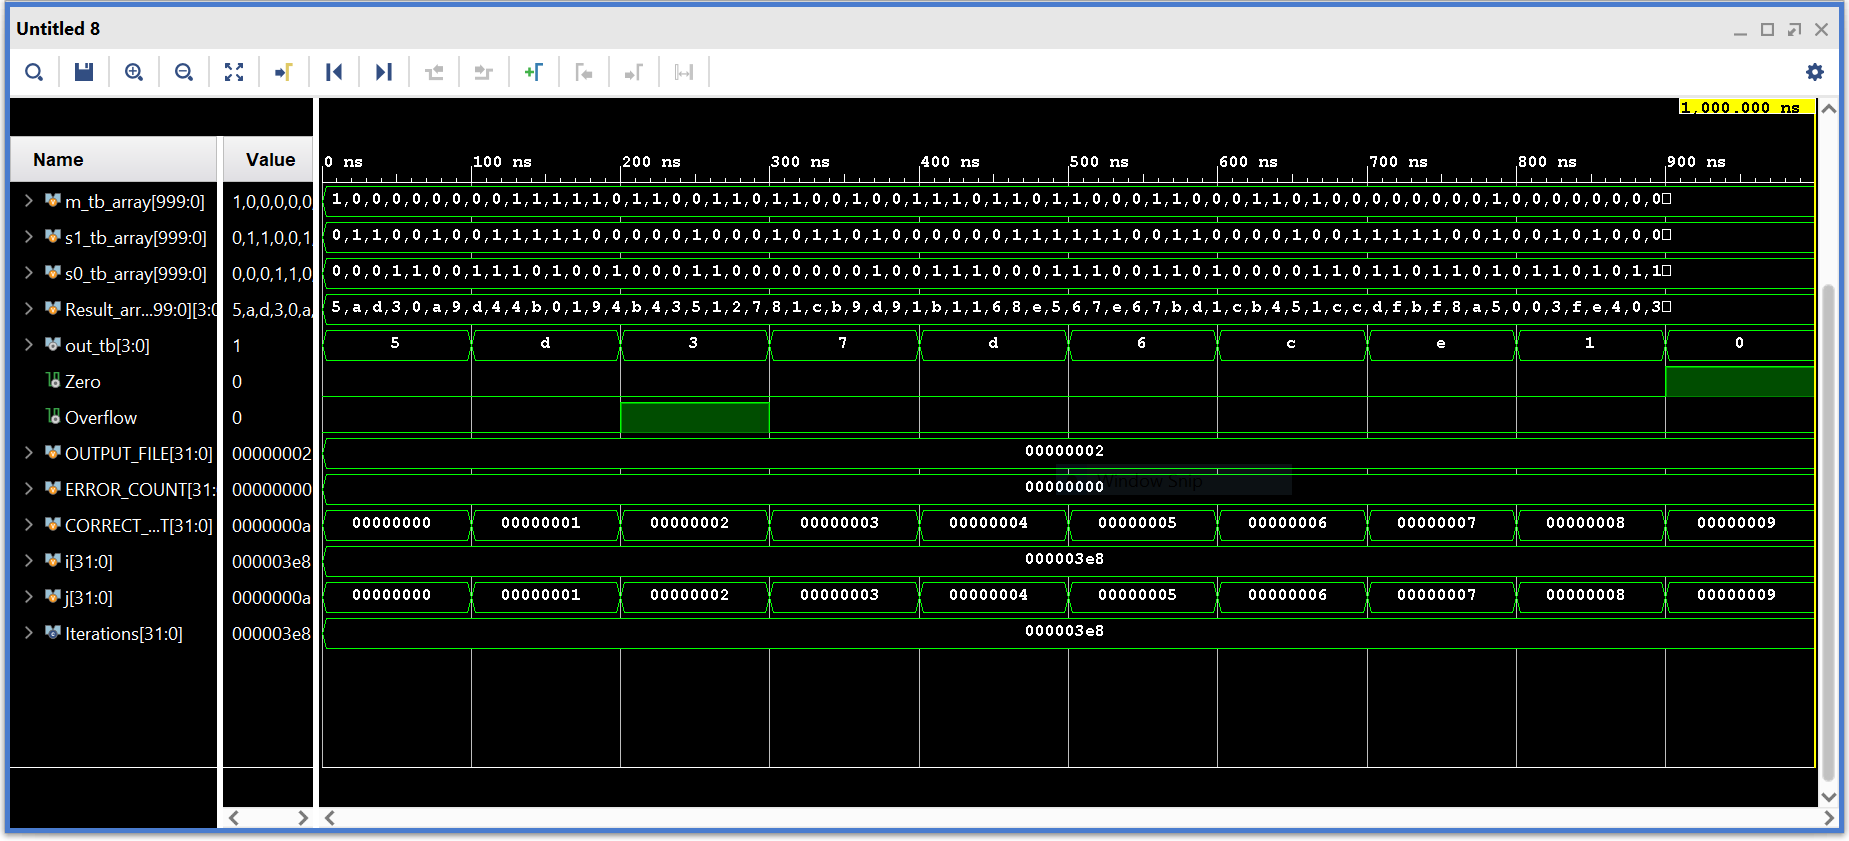 Untitled 8
1,000.000 ns
Name Value
0 ns 100 ns 200 ns 300 ns 400 ns 500 ns 600 ns 700 ns 800 ns 900 ns
m_tb_array[999:0] 1,0,0,0,0,0 1,0,0,0,0,0,0,0,0,1,1,1,1,1,0,1,1,0,0,1,1,0,1,0,0,0,0,1,0,0,1,1,0,1,1,0,0,0,1,1,0,0,1,0,1,0,0,1,0,0,0,0,0,0,0,1,0,0,0,0,0,0,0,0
s1_tb_array[999:0] 0,1,1,0,0,1, 0,1,1,0,0,1,0,0,1,1,1,1,1,0,0,0,0,1,0,0,0,1,0,1,1,0,1,0,0,0,0,0,0,1,1,1,1,1,1,0,0,1,0,0,0,1,0,0,1,1,1,1,1,0,1,0,0,1,0,1,0,0,0
s0_tb_array[999:0] 0,0,0,1,1,0 0,0,0,1,1,0,0,1,1,1,0,1,0,0,1,0,1,1,0,0,0,0,0,0,0,1,0,0,1,1,1,0,0,0,1,1,1,0,0,1,1,0,1,0,0,0,0,1,0,1,1,0,1,1,0,1,0,1,1,0,1,0,1,1
Result_arr...99:0][3:0 5,a,d,3,0,a, 5,a,d,3,0,a,9,d,4,4,b,0,1,9,4,b,4,3,5,1,2,7,8,1,c,b,9,d,9,1,b,1,1,6,8,e,5,6,7,e,6,7,b,d,1,c,b,4,5,1,c,c,d,f,b,f,8,a,5,0,0,3,f,e,4,0,3
out_tb[3:0] 1 5 d 3 7 d 6 c e 1 0
Zero 0
Overflow 0
OUTPUT_FILE[31:0] 00000002 00000002
ERROR_COUNT[31: 00000000 00000000
Window Snip
CORRECT_...T[31:0] 0000000a 00000000 00000001 00000002 00000003 00000004 00000005 00000006 00000007 00000008 00000009
i[31:0] 000003e8 000003e8
j[31:0] 0000000a 00000000 00000001 00000002 00000003 00000004 00000005 00000006 00000007 00000008 00000009
Iterations[31:0] 000003e8 000003e8